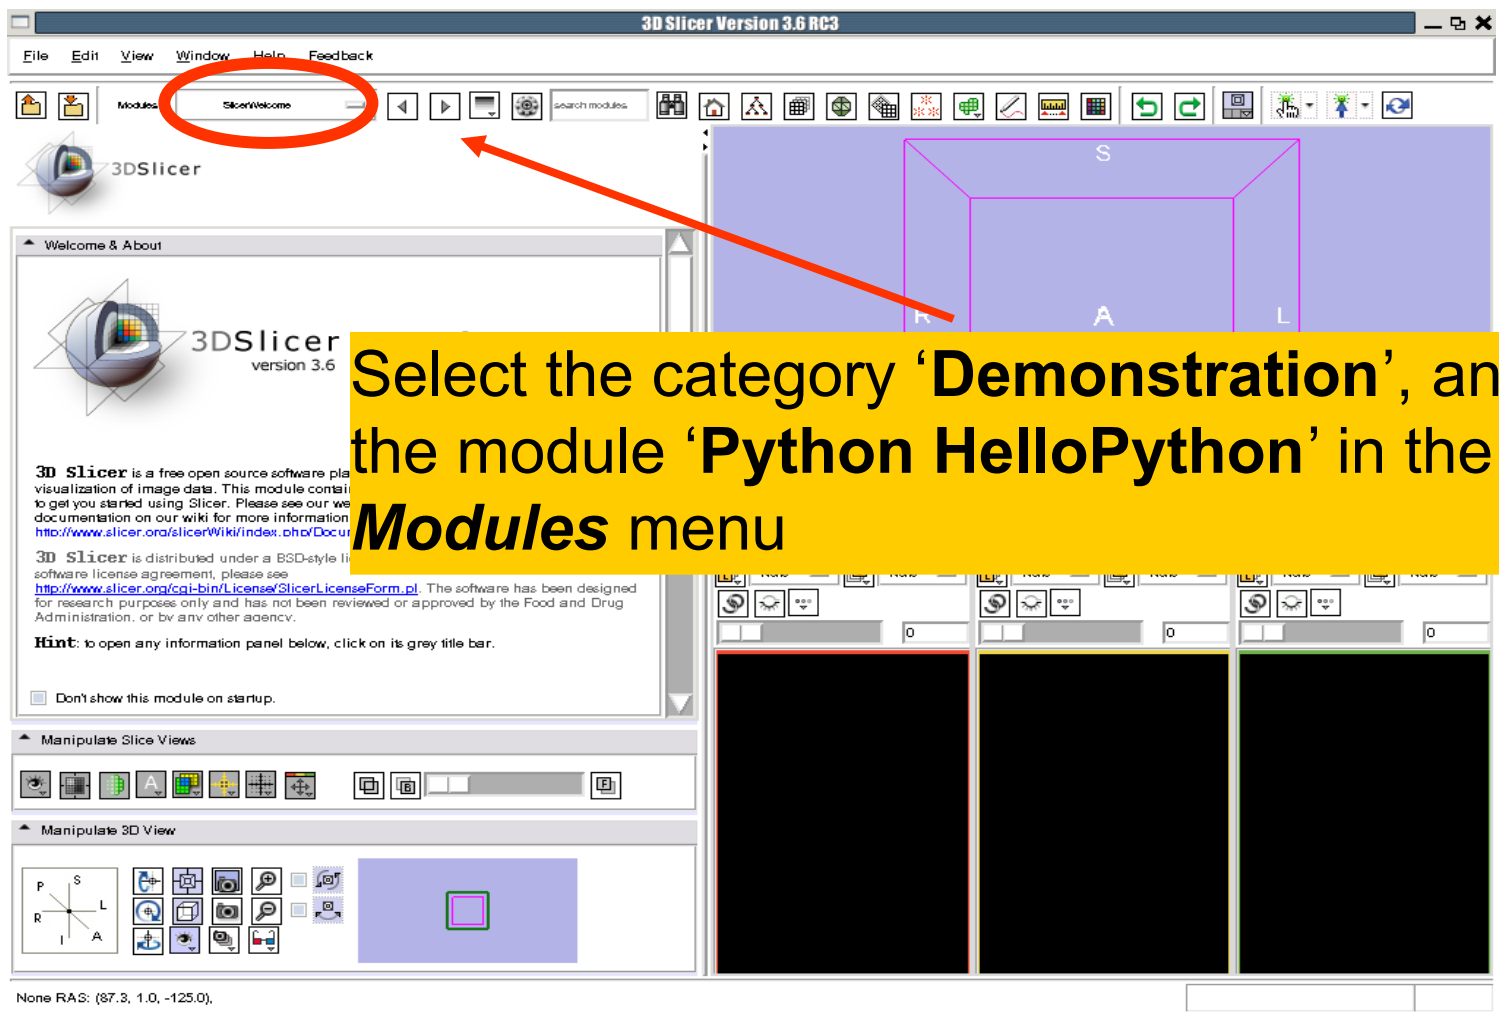 3D Slicer Version 3.6 RC3
File Edit View Window Help Feedback
Modules SlicerWelcome search modules
3DSlicer
S
Welcome & About
R A L
3DSlicer
version 3.6
Select the category ‘Demonstration’, an
the module ‘Python HelloPython’ in the
Modules menu
3D Slicer is a free open source software pla
visualization of image data. This module contai
to get you started using Slicer. Please see our we
documentation on our wiki for more information
http://www.slicer.org/slicerWiki/index.php/Docur
3D Slicer is distributed under a BSD-style li
software license agreement, please see
http://www.slicer.org/cgi-bin/License/SlicerLicenseForm.pl. The software has been designed
for research purposes only and has not been reviewed or approved by the Food and Drug
Administration, or by any other agency.
Hint: to open any information panel below, click on its grey title bar.
Don't show this module on startup.
0 0 0
Manipulate Slice Views
A B F
Manipulate 3D View
P S
R L
I A
None RAS: (87.3, 1.0, -125.0),